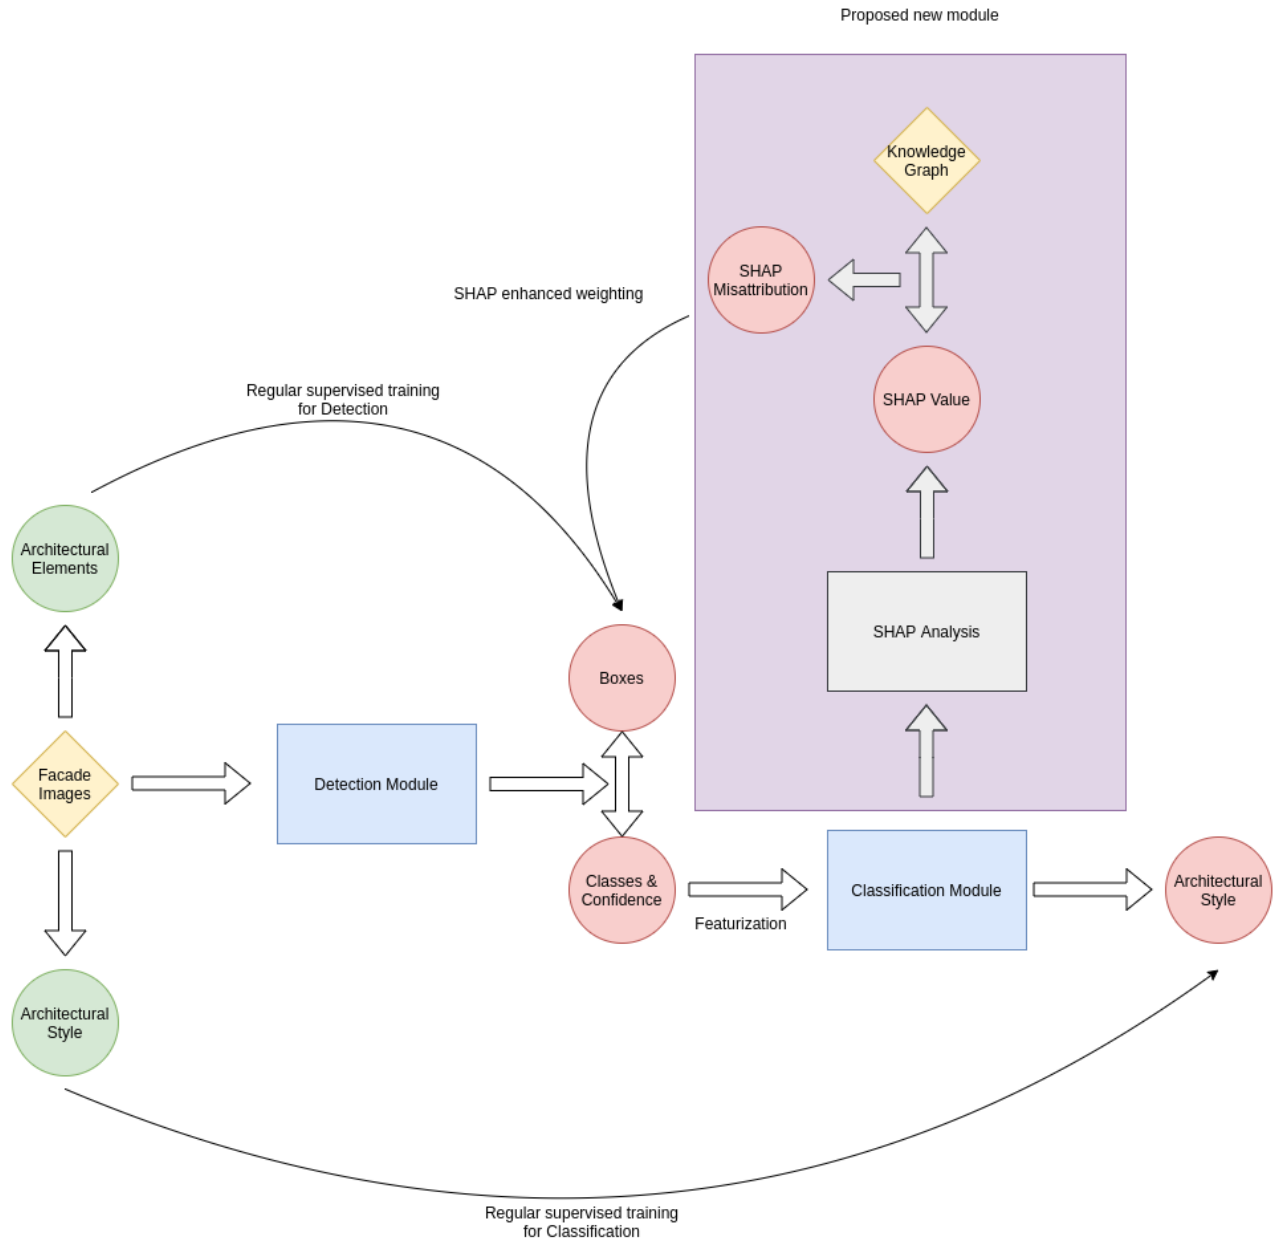 Proposed new module
Knowledge
Graph
SHAP
Misattribution
SHAP enhanced weighting
SHAP Value
Regular supervised training
for Detection
Architectural
Elements
SHAP Analysis
Boxes
Facade
Images
Detection Module
Classes &
Confidence
Featurization
Classification Module
Architectural
Style
Architectural
Style
Regular supervised training
for Classification